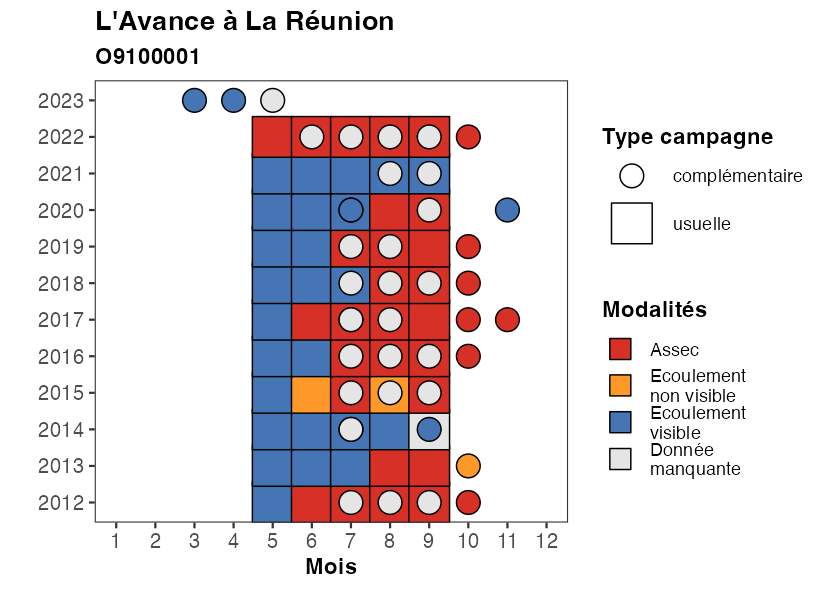 L'Avance à La Réunion
O9100001
2023
2022
2021
2020
2019
2018
2017
2016
2015
2014
2013
2012
1 2 3 4 5 6 7 8 9 10 11 12
Mois
Type campagne
complémentaire
usuelle
Modalités
Assec
Ecoulement
non visible
Ecoulement
visible
Donnée
manquante